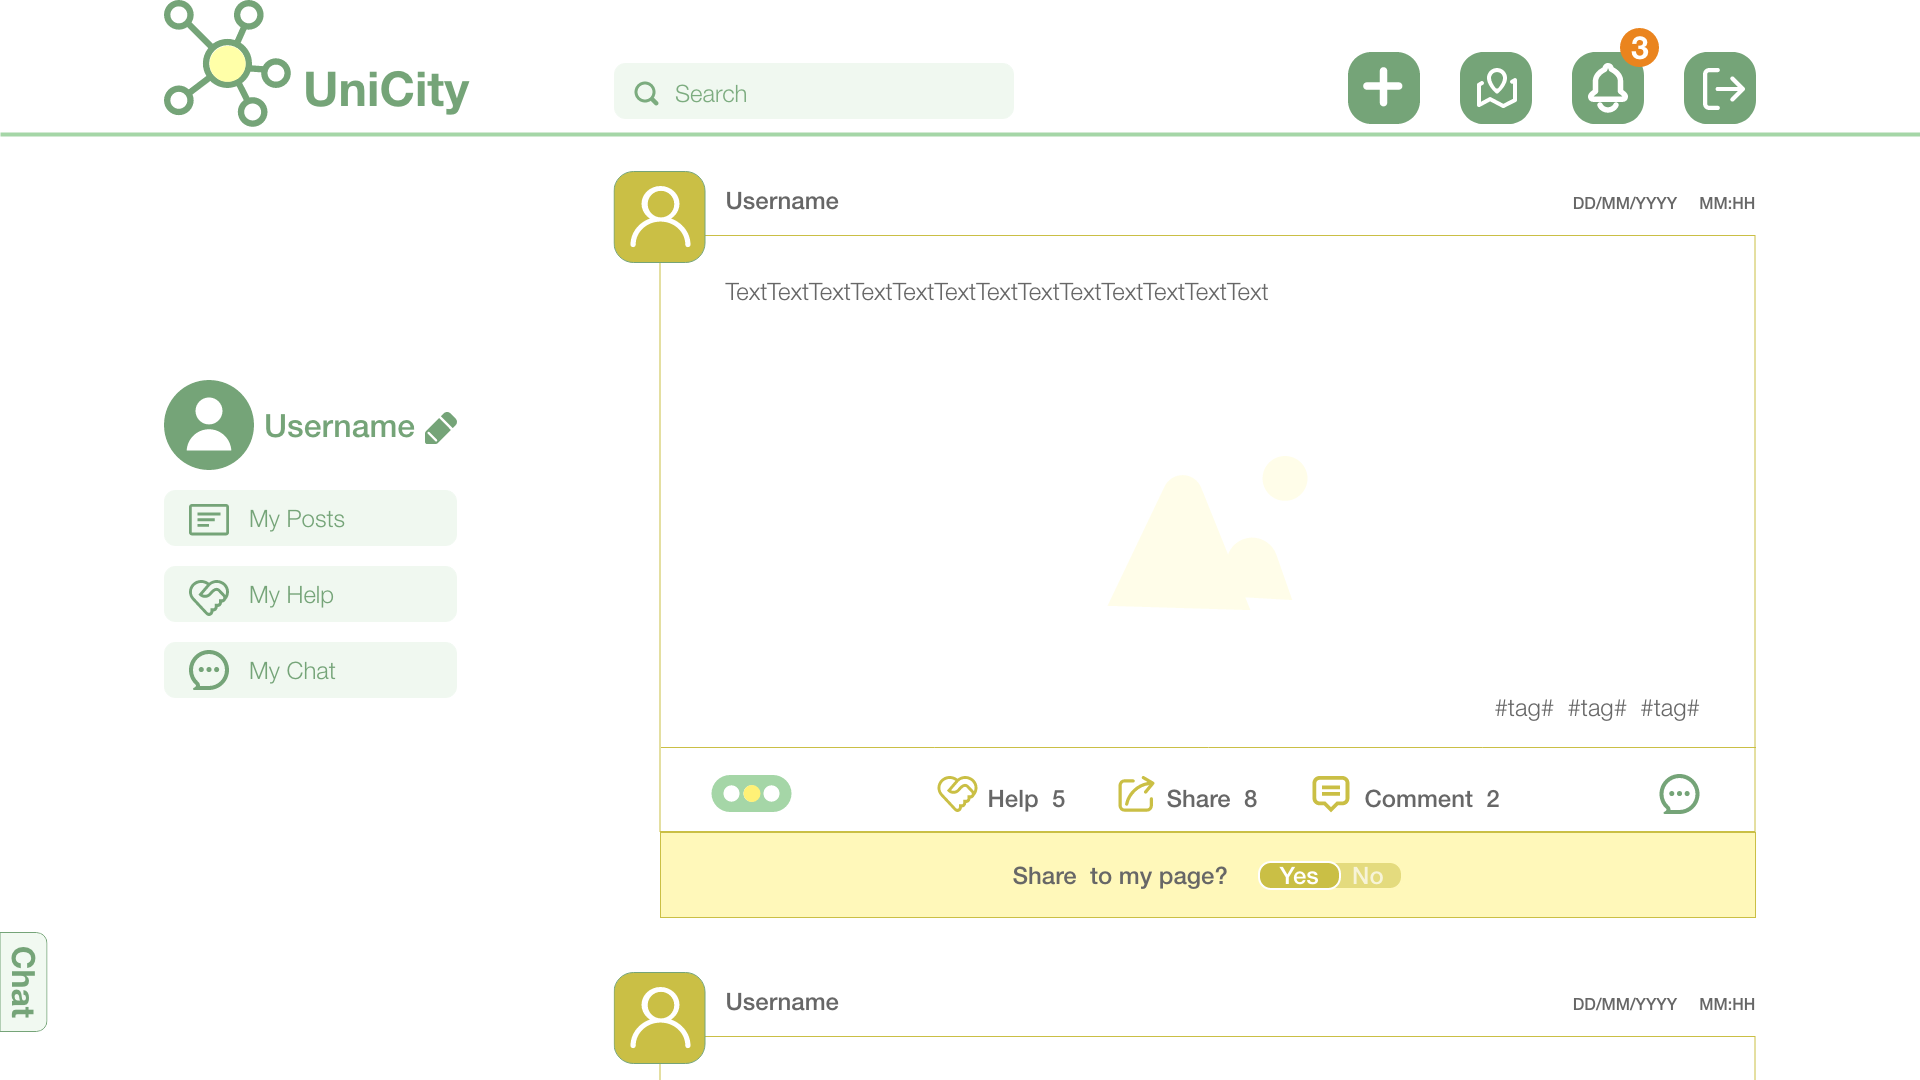 UniCity
Search
3
Username
DD/MM/YYYY MM:HH
TextTextTextTextTextTextTextTextTextTextTextTextText
Username
My Posts
My Help
My Chat
#tag# #tag# #tag#
Help 5 Share 8 Comment 2
Share to my page? Yes No
Chat
Username
DD/MM/YYYY MM:HH